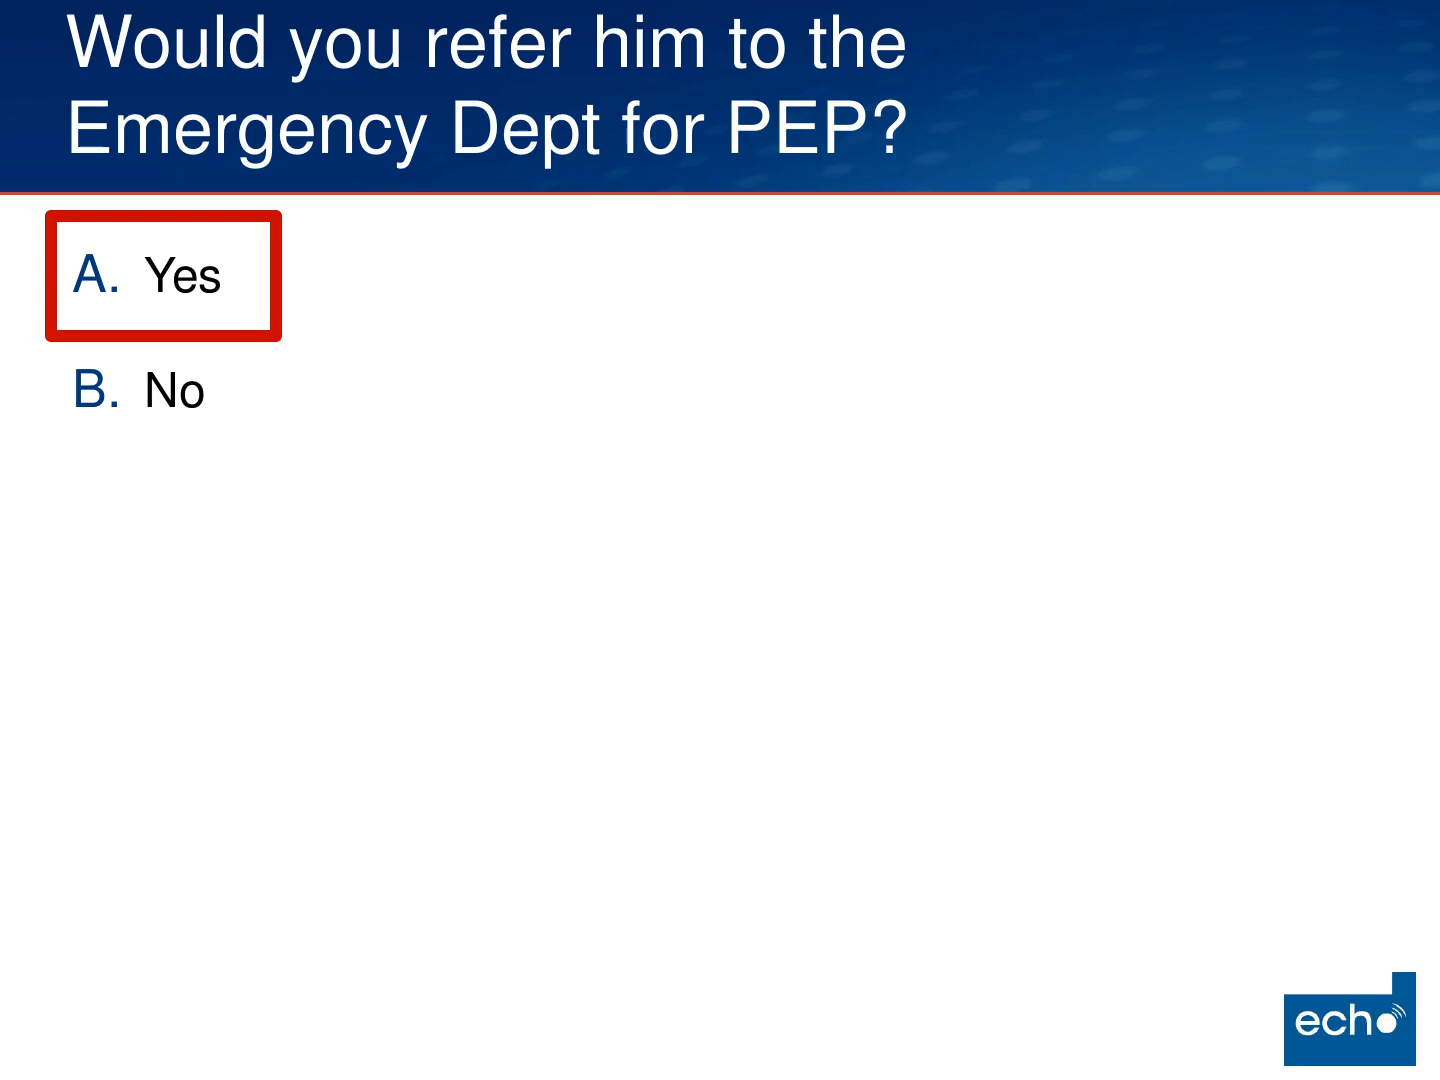 Would you refer him to the
Emergency Dept for PEP?
A. Yes
B. No
echo